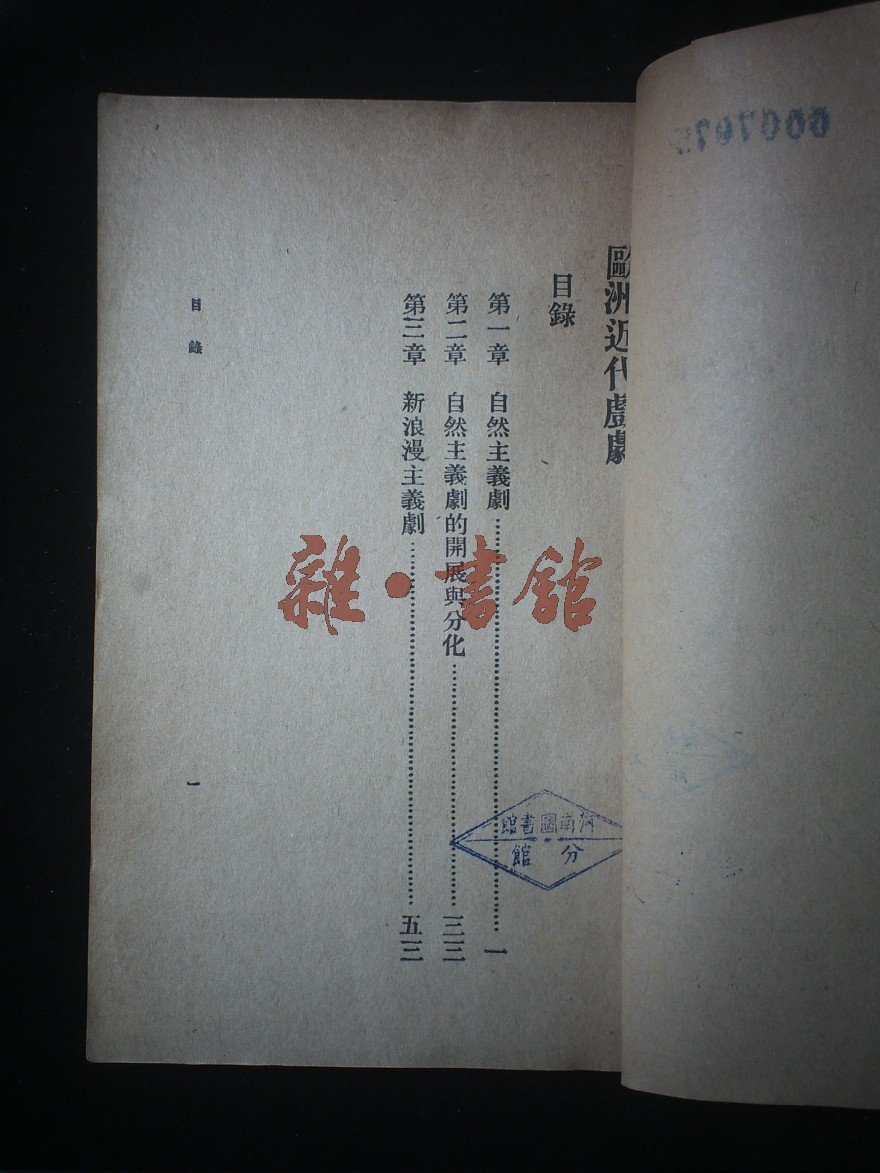 歐洲近代戲劇
目錄
第一章 自然主義劇……一
第二章 自然主義劇的開展與分化……三三
第三章 新浪漫主義劇……五三
目錄
一
雜·書館
河南圖書館
分館